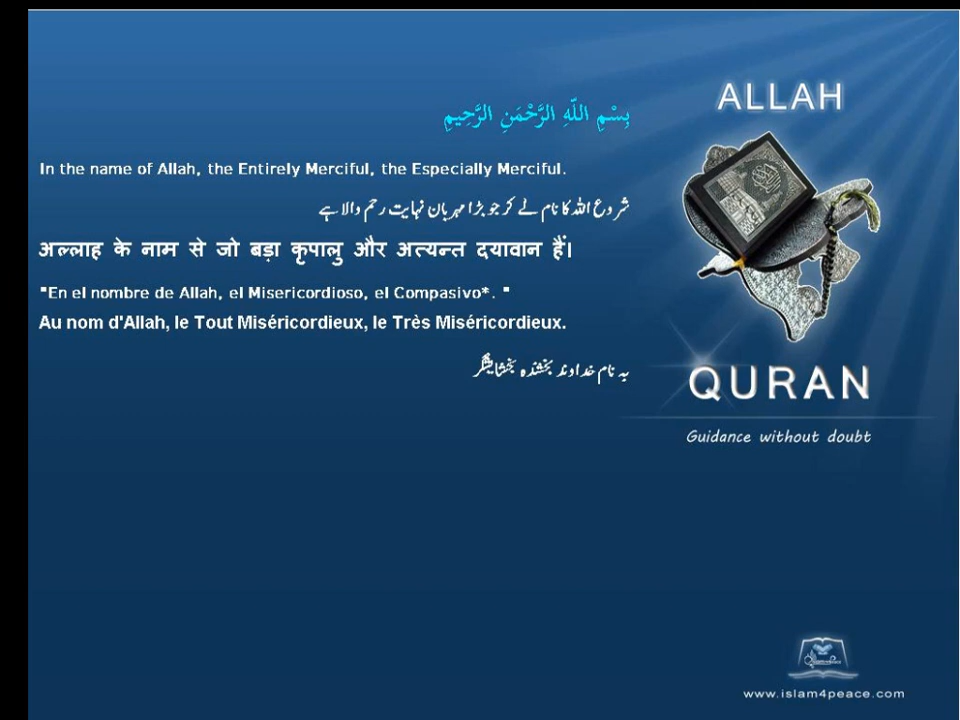 بِسْمِ اللّهِ الرَّحْمَنِ الرَّحِيمِ
In the name of Allah, the Entirely Merciful, the Especially Merciful.
شروع الله کا نام لے کر جو بڑا مہربان نہایت رحم والا ہے
अल्लाह के नाम से जो बड़ा कृपालु और अत्यन्त दयावान हैं।
"En el nombre de Allah, el Misericordioso, el Compasivo*. "
Au nom d'Allah, le Tout Miséricordieux, le Très Miséricordieux.
به نام خداوند بخشنده بخشایشگر
ALLAH
QURAN
Guidance without doubt
www.islam4peace.com